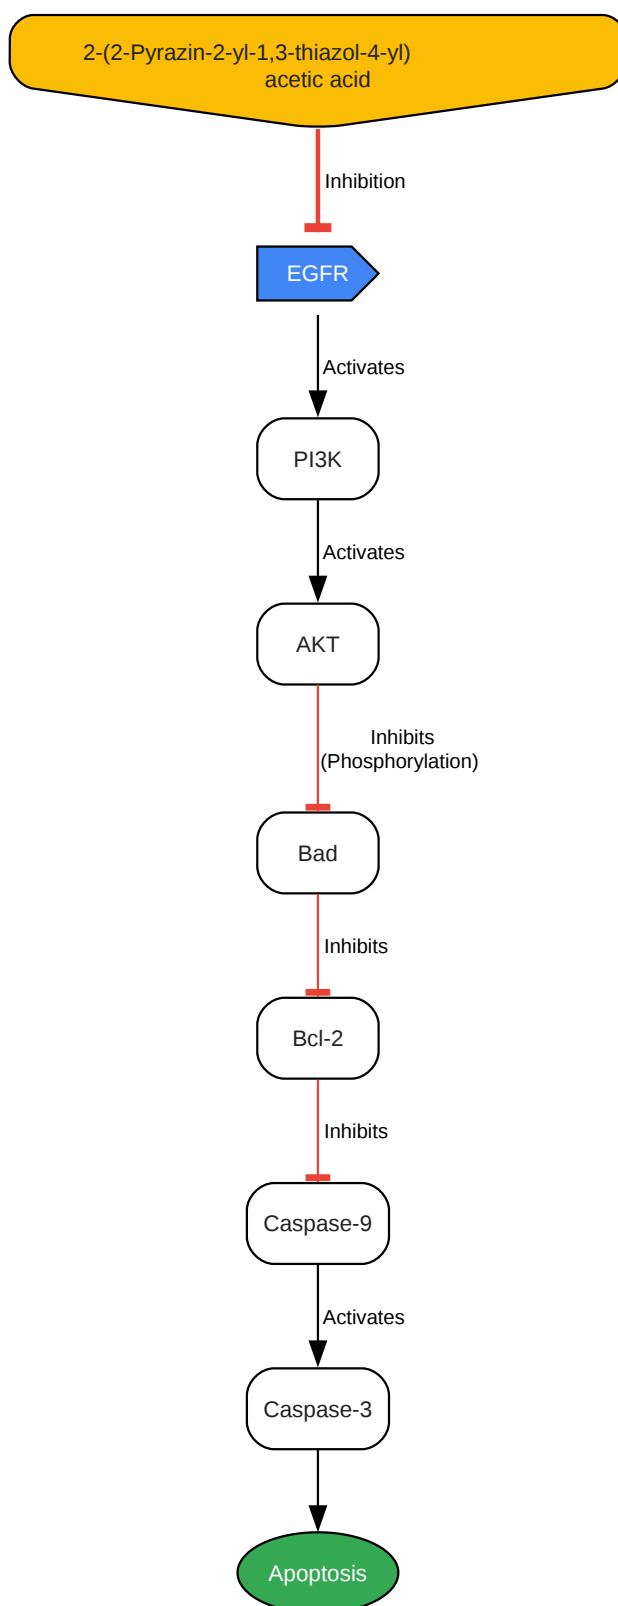 2-(2-Pyrazin-2-yl-1,3-thiazol-4-yl)
acetic acid
Inhibition
EGFR
Activates
PI3K
Activates
AKT
Inhibits
(Phosphorylation)
Bad
Inhibits
Bcl-2
Inhibits
Caspase-9
Activates
Caspase-3
Apoptosis